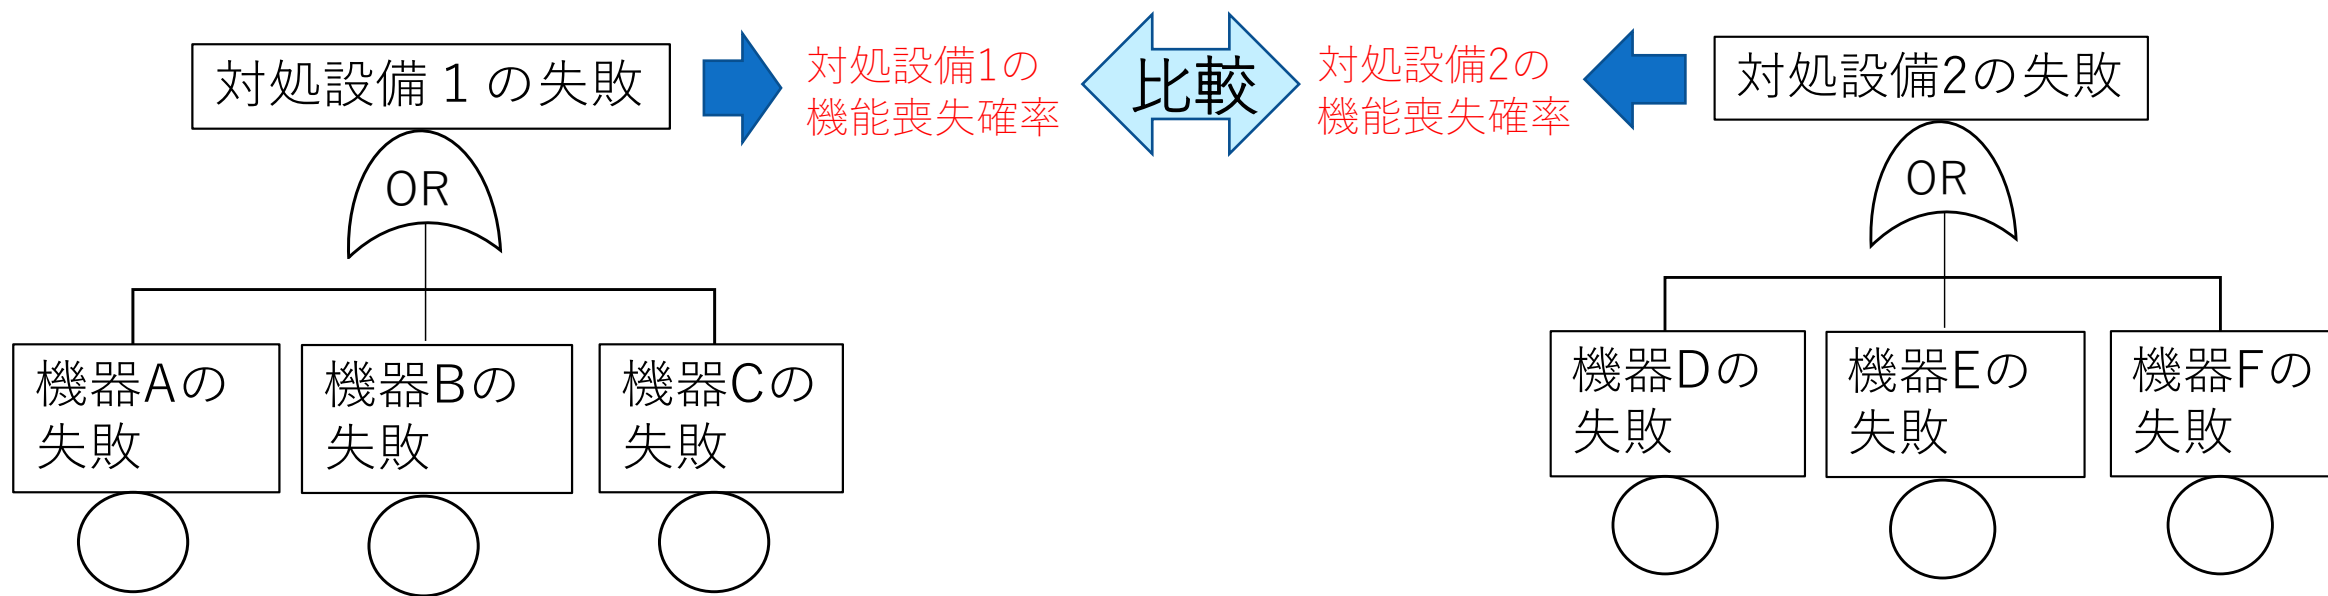 対処設備１の失敗
対処設備1の
機能喪失確率
比較
対処設備2の
機能喪失確率
対処設備2の失敗
OR
OR
機器Aの
失敗
機器Bの
失敗
機器Cの
失敗
機器Dの
失敗
機器Eの
失敗
機器Fの
失敗